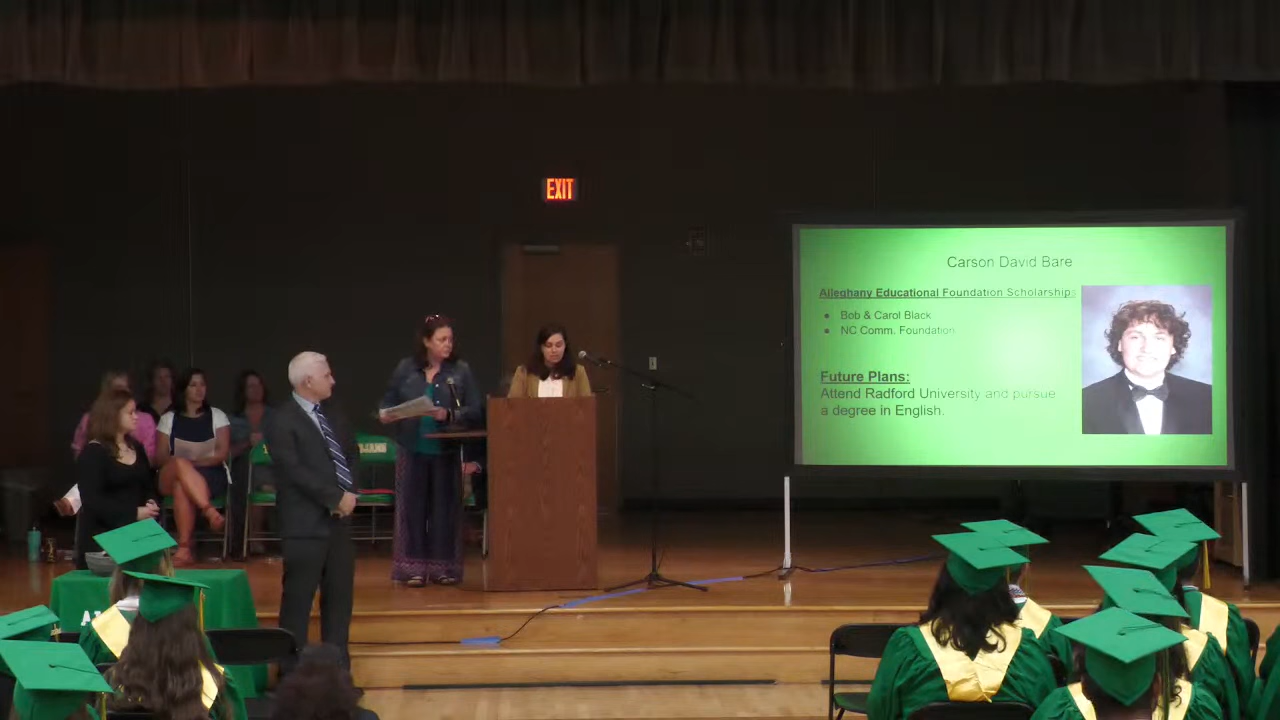 EXIT
Carson David Bare
Alleghany Educational Foundation Scholarships
Bob & Carol Black
NC Comm. Foundation
Future Plans:
Attend Radford University and pursue
a degree in English.